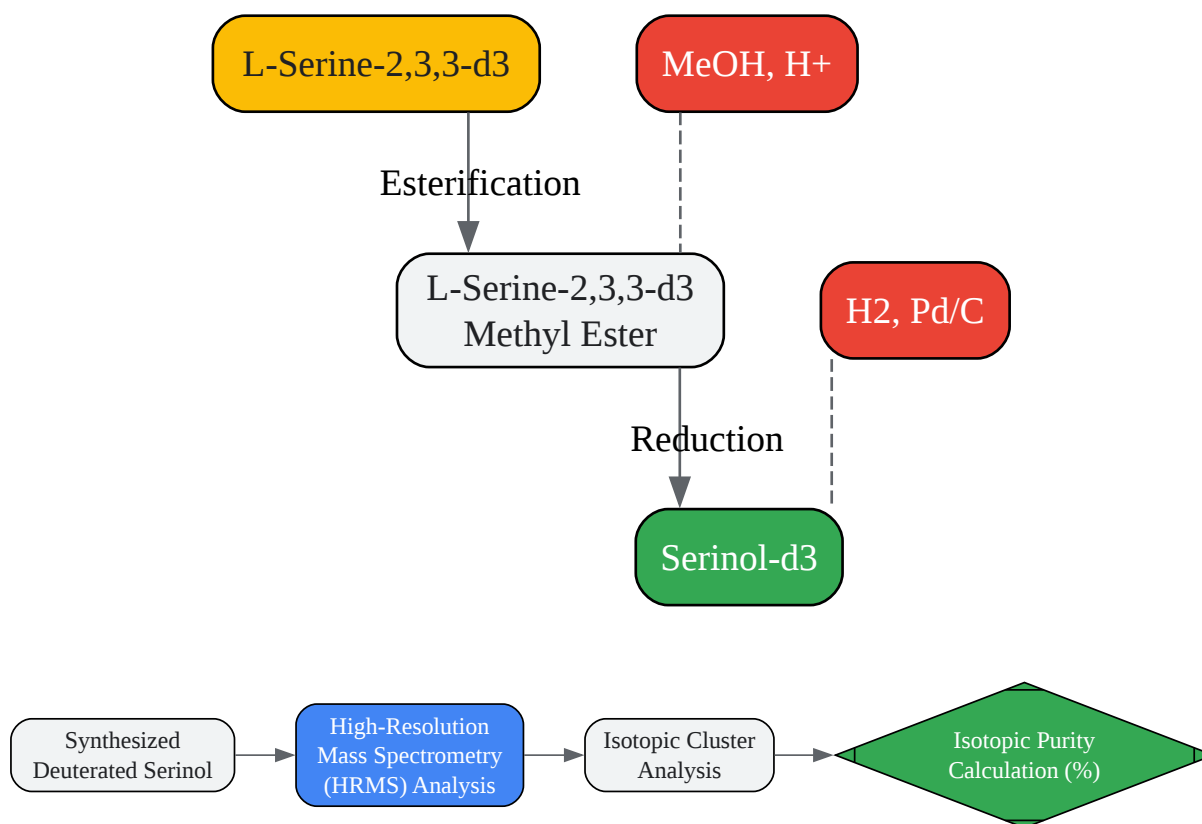 L-Serine-2,3,3-d3
MeOH, H+
Esterification
L-Serine-2,3,3-d3
Methyl Ester
H2, Pd/C
Reduction
Serinol-d3
Synthesized
Deuterated Serinol
High-Resolution
Mass Spectrometry
(HRMS) Analysis
Isotopic Cluster
Analysis
Isotopic Purity
Calculation (%)